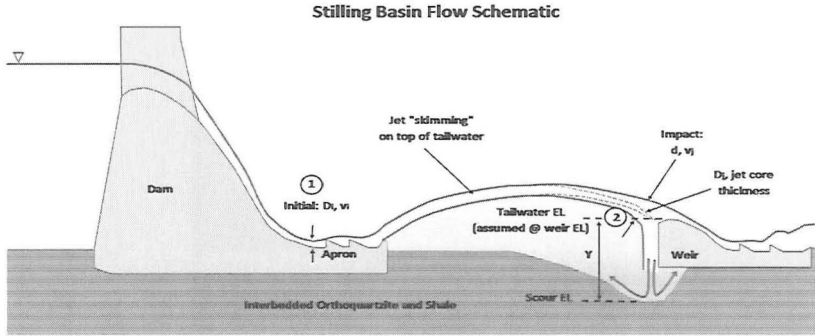 Stilling Basin Flow Schematic
Jet "skimming"
on top of tailwater
Impact:
d, vj
Dj, jet core
thickness
1
Initial: Di, vi
Dam
Tailwater EL
(assumed @ weir EL)
2
Apron
Y
Weir
Interbedded Orthoquartzite and Shale
Scour EL